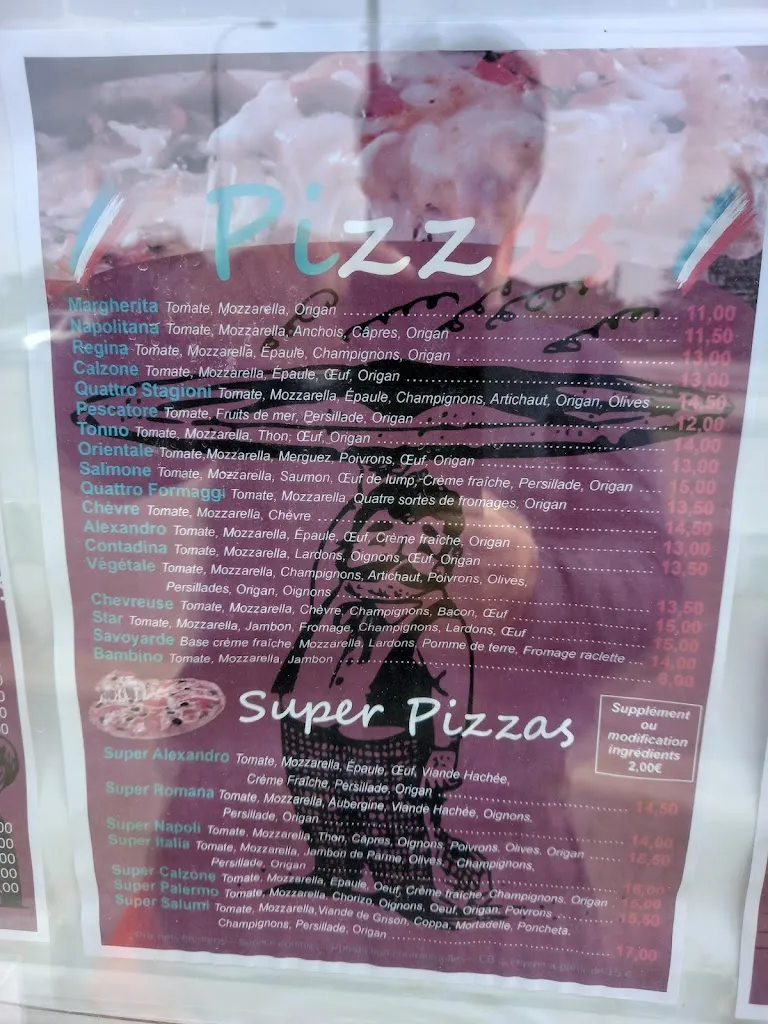 Pizzas
Margherita Tomate, Mozzarella, Origan 11,00
Napolitana Tomate, Mozzarella, Anchois, Câpres, Origan 11.50
Regina Tomate, Mozzarella, Épaule, Champignons, Origan 13,00
Calzone Tomate, Mozzarella, Épaule, Œuf, Origan 13,00
Quattro Stagioni Tomate, Mozzarella, Épaule, Champignons, Artichaut, Origan, Olives 14,50
Pescatore Tomate, Fruits de mer, Persillade, Origan 12,00
Tonno Tomate, Mozzarella, Thon, Œuf, Origan
Orientale Tomate,Mozzarella, Merguez, Poivrons, Œuf, Origan 13,00
Salmone Tomate, Mozzarella, Saumon, Œuf de lump, Crème fraîche, Persillade, Origan 15,00
Quattro Formaggi Tomate, Mozzarella, Quatre sortes de fromages, Origan 13,50
Chèvre Tomate, Mozzarella, Chèvre 14,50
Alexandro Tomate, Mozzarella, Épaule, Œuf, Crème fraîche, Origan 13,00
Contadina Tomate, Mozzarella, Lardons, Oignons, Œuf, Origan 13,50
Végétale Tomate, Mozzarella, Champignons, Artichaut, Poivrons, Olives,
Persillades, Origan, Oignons 13,50
Chevreuse Tomate, Mozzarella, Chèvre, Champignons, Bacon, Œuf 15,00
Star Tomate, Mozzarella, Jambon, Fromage, Champignons, Lardons, Œuf 15,00
Savoyarde Base crème fraîche, Mozzarella, Lardons, Pomme de terre, Fromage raclette 14,00
Bambino Tomate, Mozzarella, Jambon
Super Pizzas
Supplément
ou
modification
ingrédients
2,00€
Super Alexandro Tomate, Mozzarella, Épaule, Œuf, Viande Hachée,
Crème Fraîche, Persillade, Origan 14,50
Super Romana Tomate, Mozzarella, Aubergine, Viande Hachée, Oignons,
Persillade, Origan 14,00
Super Napoli Tomate, Mozzarella, Thon, Câpres, Oignons, Poivrons, Olives, Origan
Super Italia Tomate, Mozzarella, Jambon de Parme, Olives, Champignons,
Persillade, Origan 16,00
Super Calzone Tomate, Mozzarella, Épaule, Oeuf, Crème fraîche, Champignons, Origan
Super Palermo Tomate, Mozzarella, Chorizo, Oignons, Oeuf, Origan, Poivrons 15,50
Super Salumi Tomate, Mozzarella,Viande de Grison, Coppa, Mortadelle, Poncheta,
Champignons, Persillade, Origan 17,00